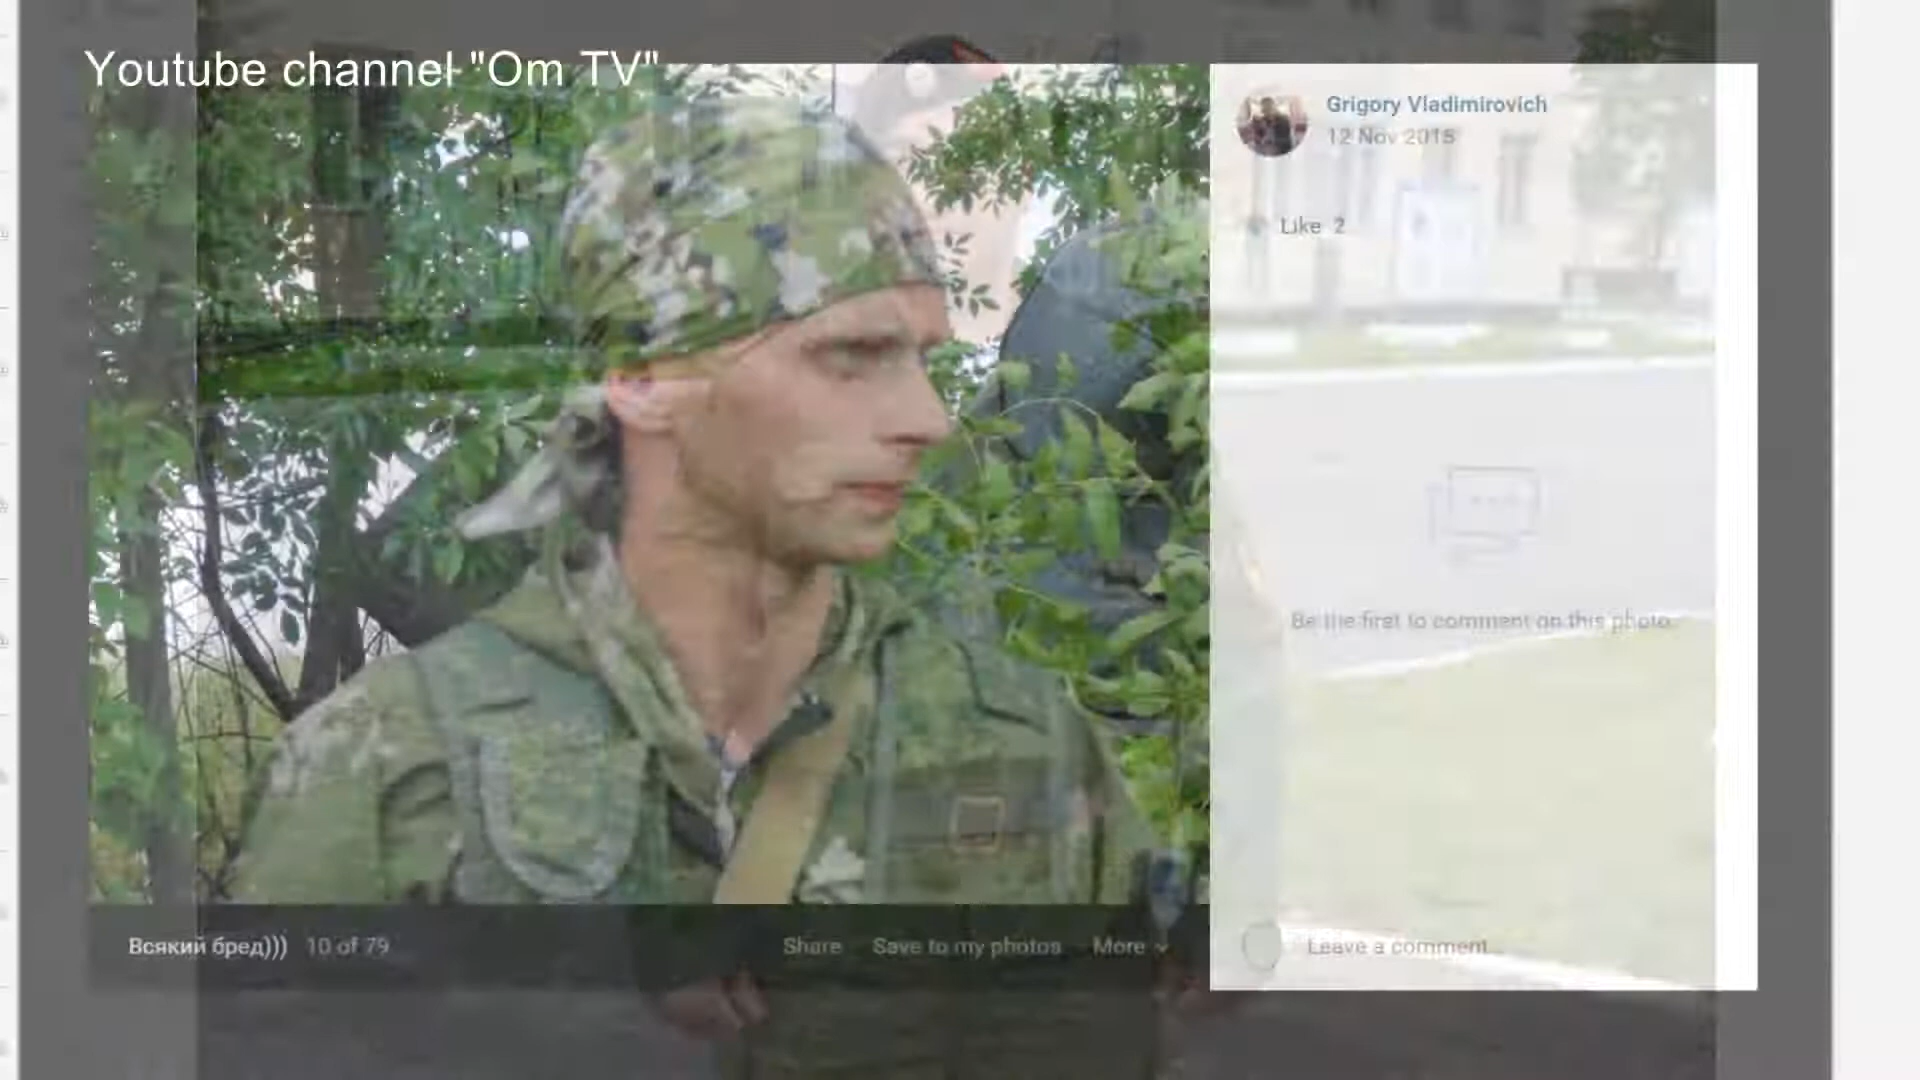 Youtube channel "Om TV"
Grigory Vladimirovich
12 Nov 2015
Like 2
Be the first to comment on this photo
Всякий бред))) 10 of 79
Share Save to my photos More
Leave a comment...